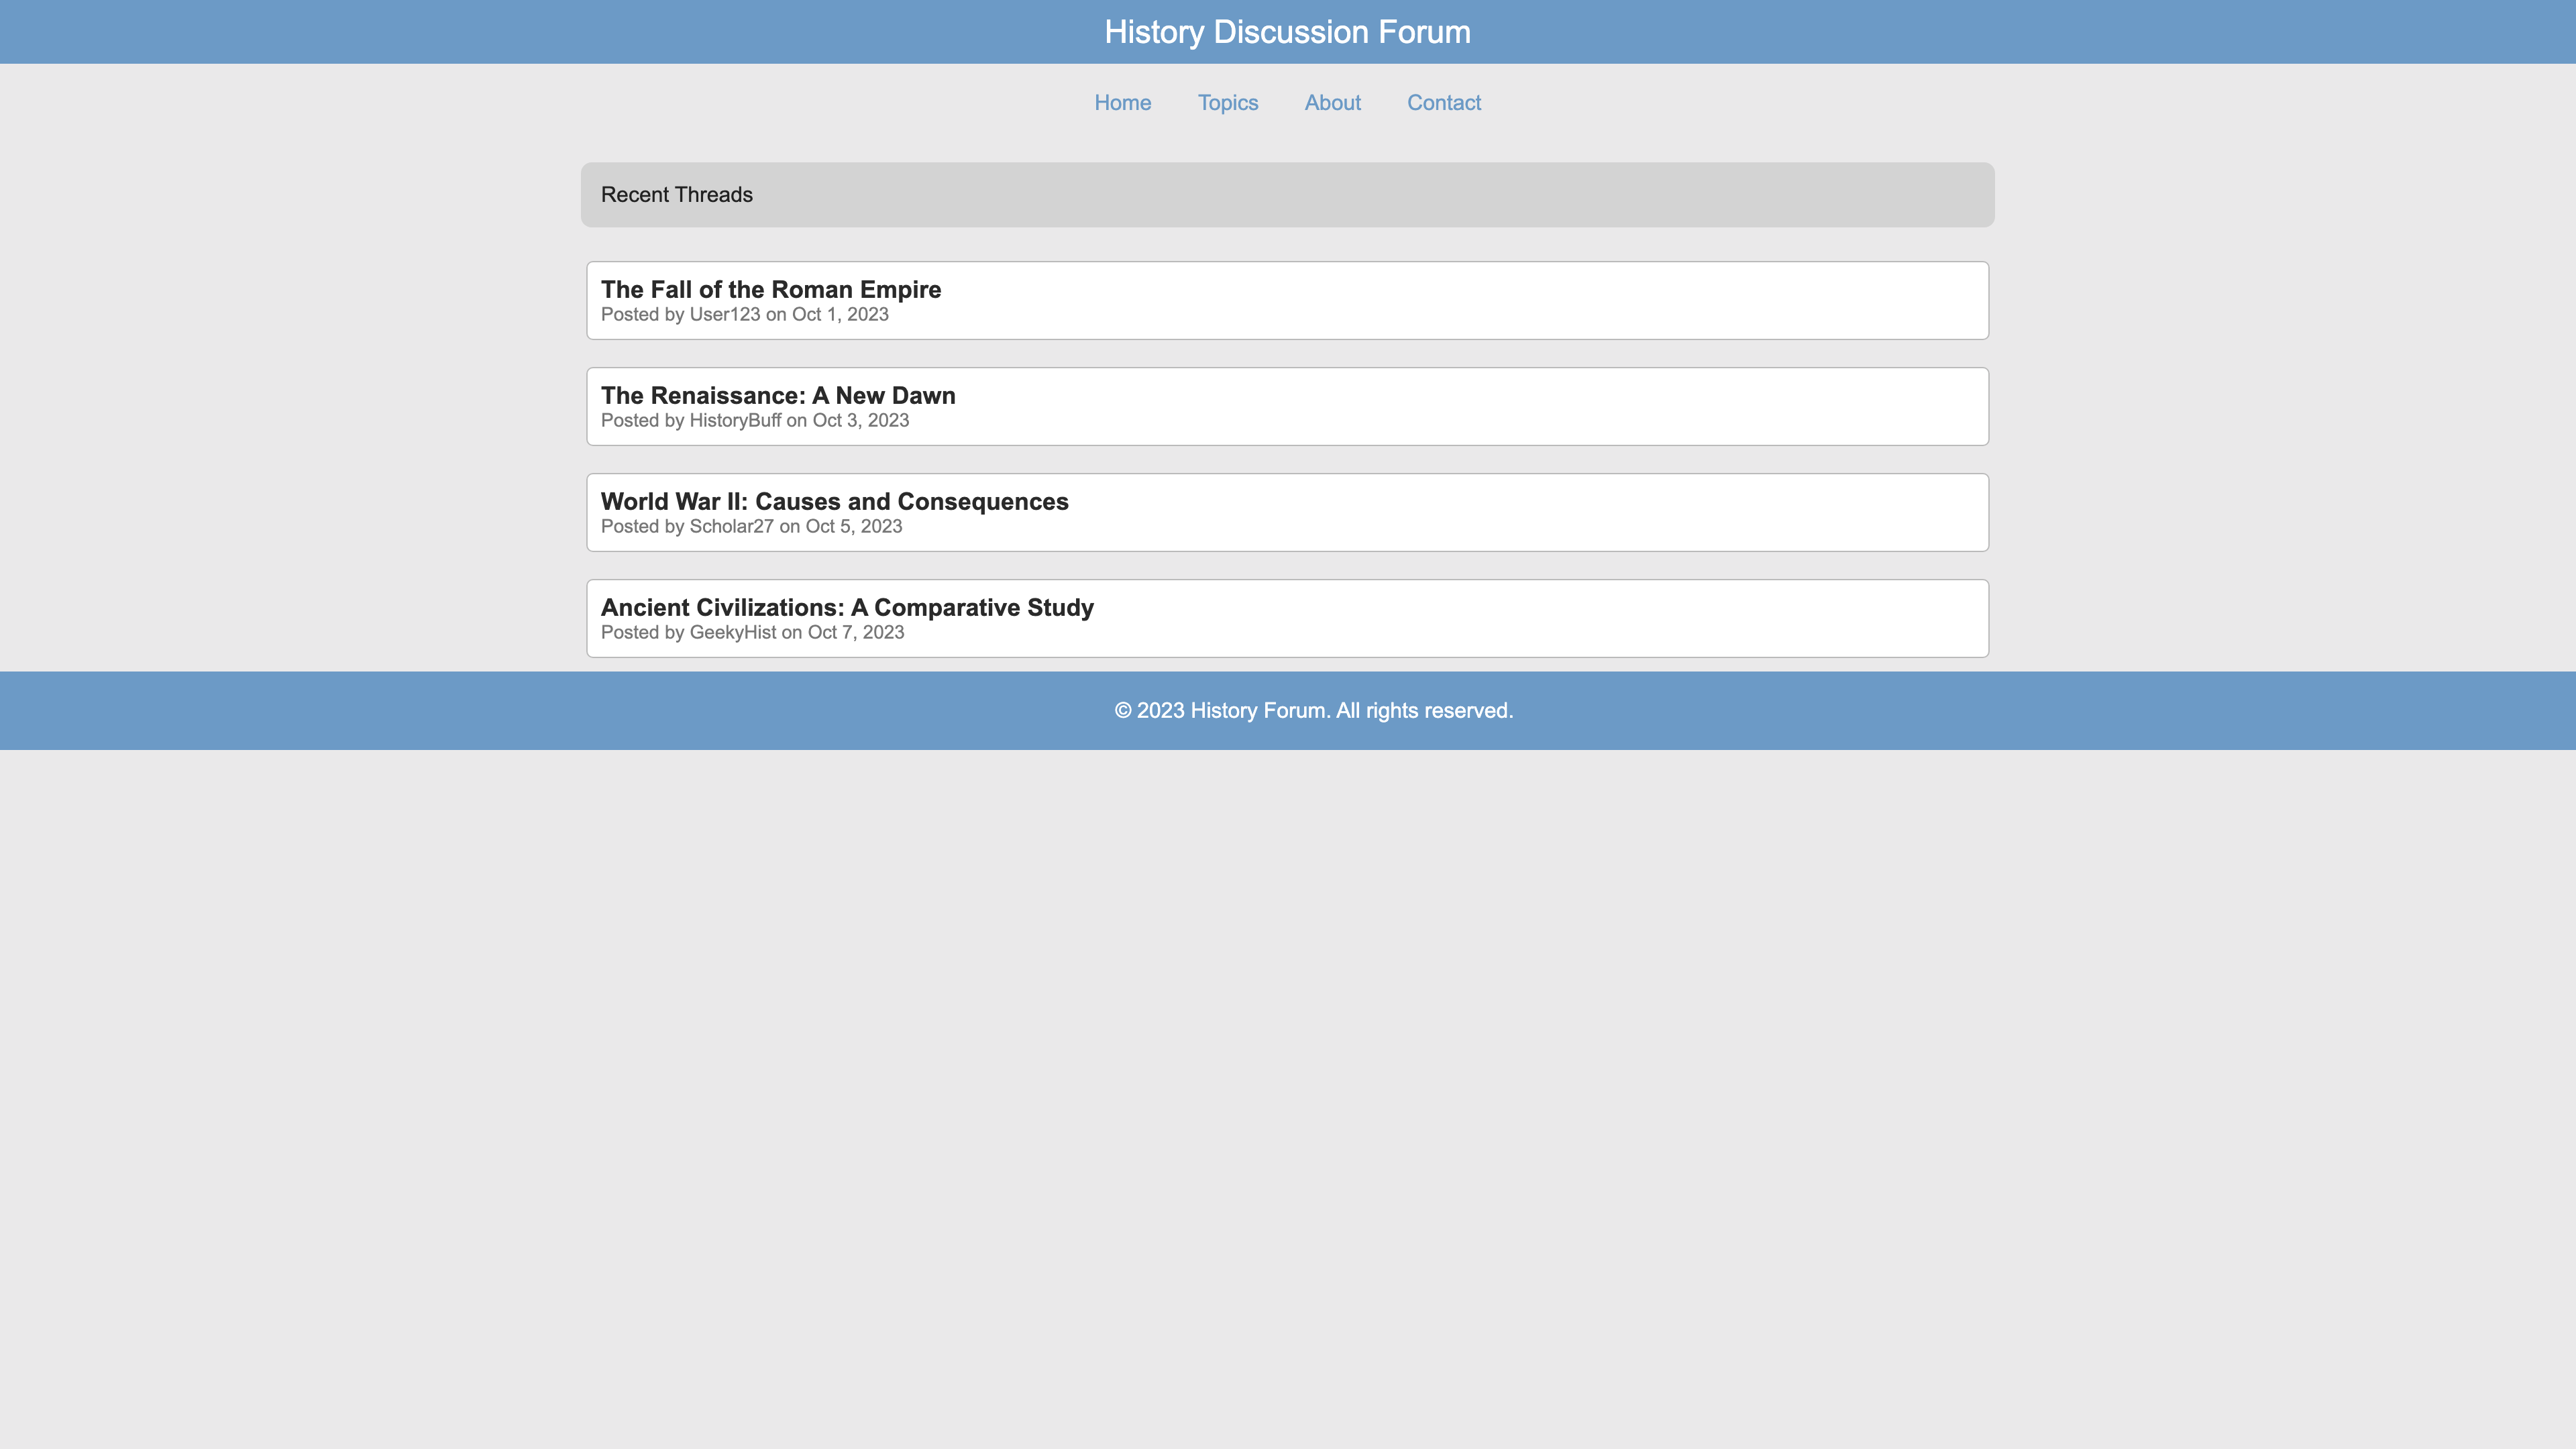 History Discussion Forum
Home Topics About Contact
Recent Threads
The Fall of the Roman Empire
Posted by User123 on Oct 1, 2023
The Renaissance: A New Dawn
Posted by HistoryBuff on Oct 3, 2023
World War II: Causes and Consequences
Posted by Scholar27 on Oct 5, 2023
Ancient Civilizations: A Comparative Study
Posted by GeekyHist on Oct 7, 2023
© 2023 History Forum. All rights reserved.